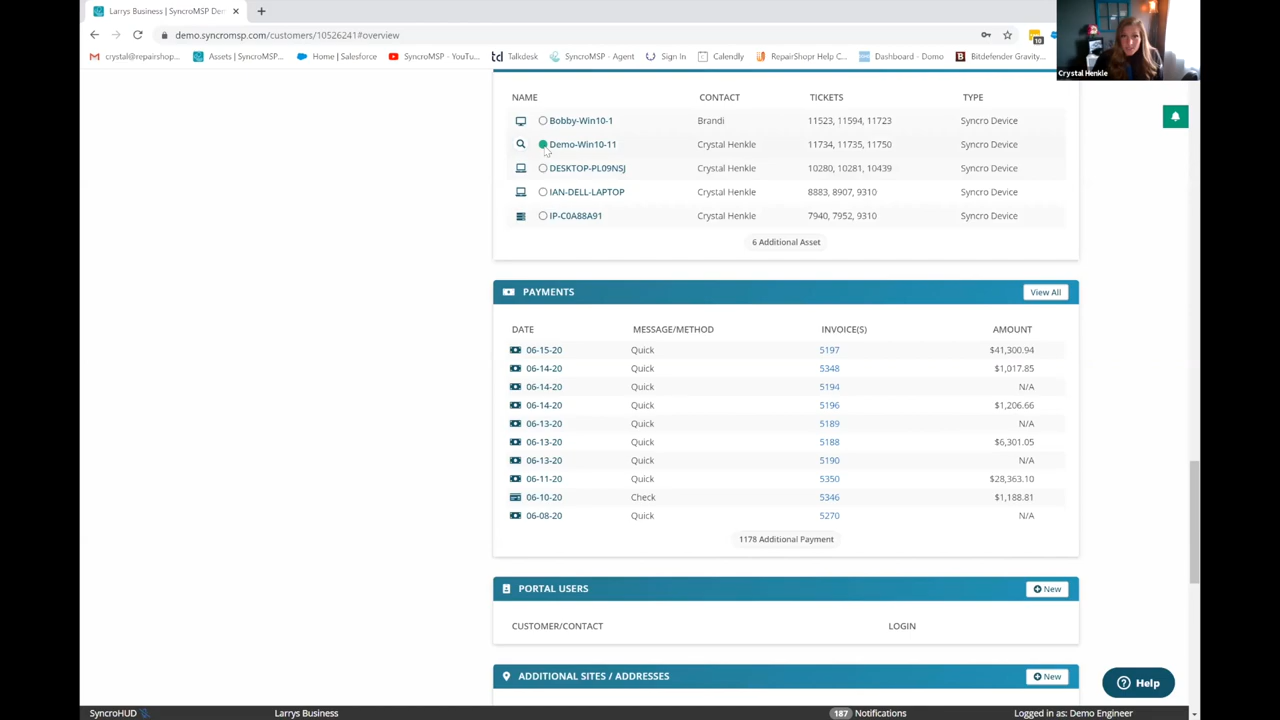 Larrys Business | SyncroMSP De
demo.syncromsp.com/customers/10526241#overview
crystal@repairshop...
Assets | SyncroMSP...
Home | Salesforce
SyncroMSP - YouTu...
Talkdesk
SyncroMSP - Agent
Sign In
Calendly
RepairShopr Help C...
Dashboard - Domo
Bitdefender Gravity...
10
Crystal Henkle
NAME CONTACT TICKETS TYPE
Bobby-Win10-1 Brandi 11523, 11594, 11723 Syncro Device
Demo-Win10-11 Crystal Henkle 11734, 11735, 11750 Syncro Device
DESKTOP-PL09NSJ Crystal Henkle 10280, 10281, 10439 Syncro Device
IAN-DELL-LAPTOP Crystal Henkle 8883, 8907, 9310 Syncro Device
IP-C0A88A91 Crystal Henkle 7940, 7952, 9310 Syncro Device
6 Additional Asset
PAYMENTS View All
DATE MESSAGE/METHOD INVOICE(S) AMOUNT
06-15-20 Quick 5197 $41,300.94
06-14-20 Quick 5348 $1,017.85
06-14-20 Quick 5194 N/A
06-14-20 Quick 5196 $1,206.66
06-13-20 Quick 5189 N/A
06-13-20 Quick 5188 $6,301.05
06-13-20 Quick 5190 N/A
06-11-20 Quick 5350 $28,363.10
06-10-20 Check 5346 $1,188.81
06-08-20 Quick 5270 N/A
1178 Additional Payment
PORTAL USERS New
CUSTOMER/CONTACT LOGIN
ADDITIONAL SITES / ADDRESSES New
Help
SyncroHUD Larrys Business 187 Notifications Logged in as: Demo Engineer